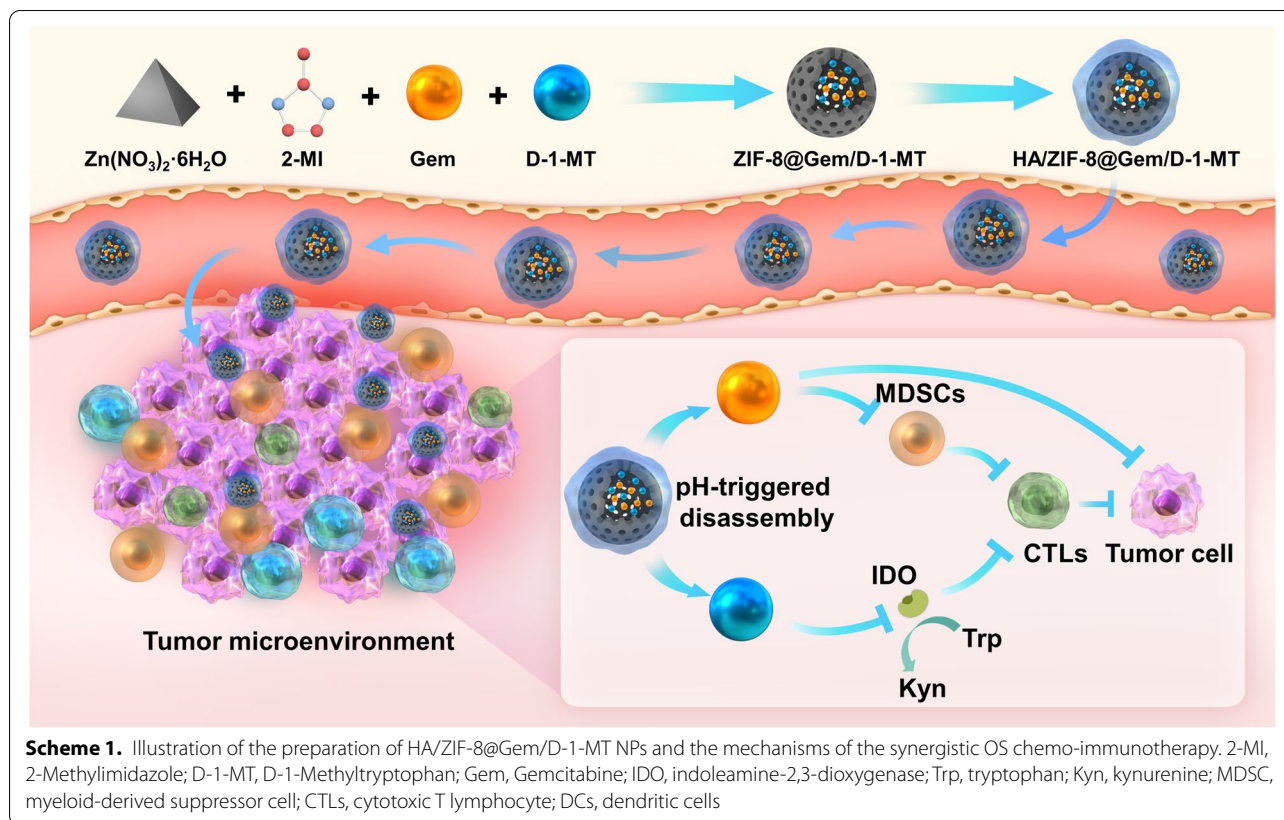 + + +
Zn(NO₃)₂·6H₂O 2-MI Gem D-1-MT ZIF-8@Gem/D-1-MT HA/ZIF-8@Gem/D-1-MT
MDSCs
pH-triggered
disassembly
CTLs Tumor cell
IDO
Trp
Kyn
Tumor microenvironment
Scheme 1. Illustration of the preparation of HA/ZIF-8@Gem/D-1-MT NPs and the mechanisms of the synergistic OS chemo-immunotherapy. 2-MI,
2-Methylimidazole; D-1-MT, D-1-Methyltryptophan; Gem, Gemcitabine; IDO, indoleamine-2,3-dioxygenase; Trp, tryptophan; Kyn, kynurenine; MDSC,
myeloid-derived suppressor cell; CTLs, cytotoxic T lymphocyte; DCs, dendritic cells